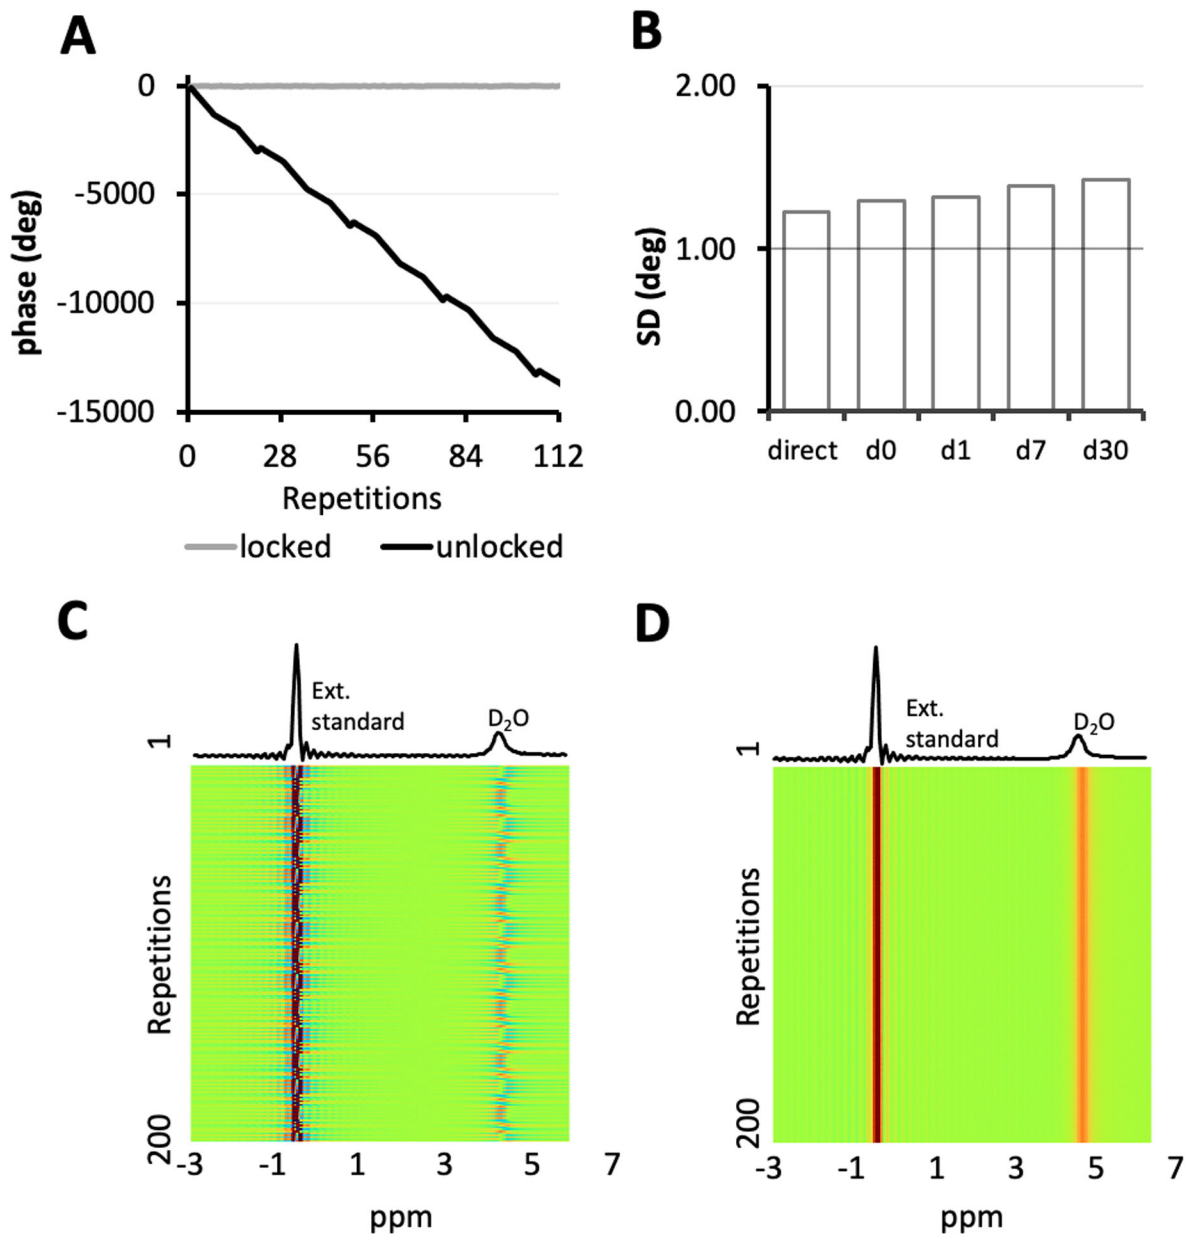 A
B
0
-5000
-10000
-15000
phase (deg)
0 28 56 84 112
Repetitions
locked unlocked
2.00
1.00
0.00
SD (deg)
direct d0 d1 d7 d30
C
D
Ext.
standard
D₂O
1
Repetitions
200
-3 -1 1 3 5 7
ppm
Ext.
standard
D₂O
1
Repetitions
200
-3 -1 1 3 5 7
ppm